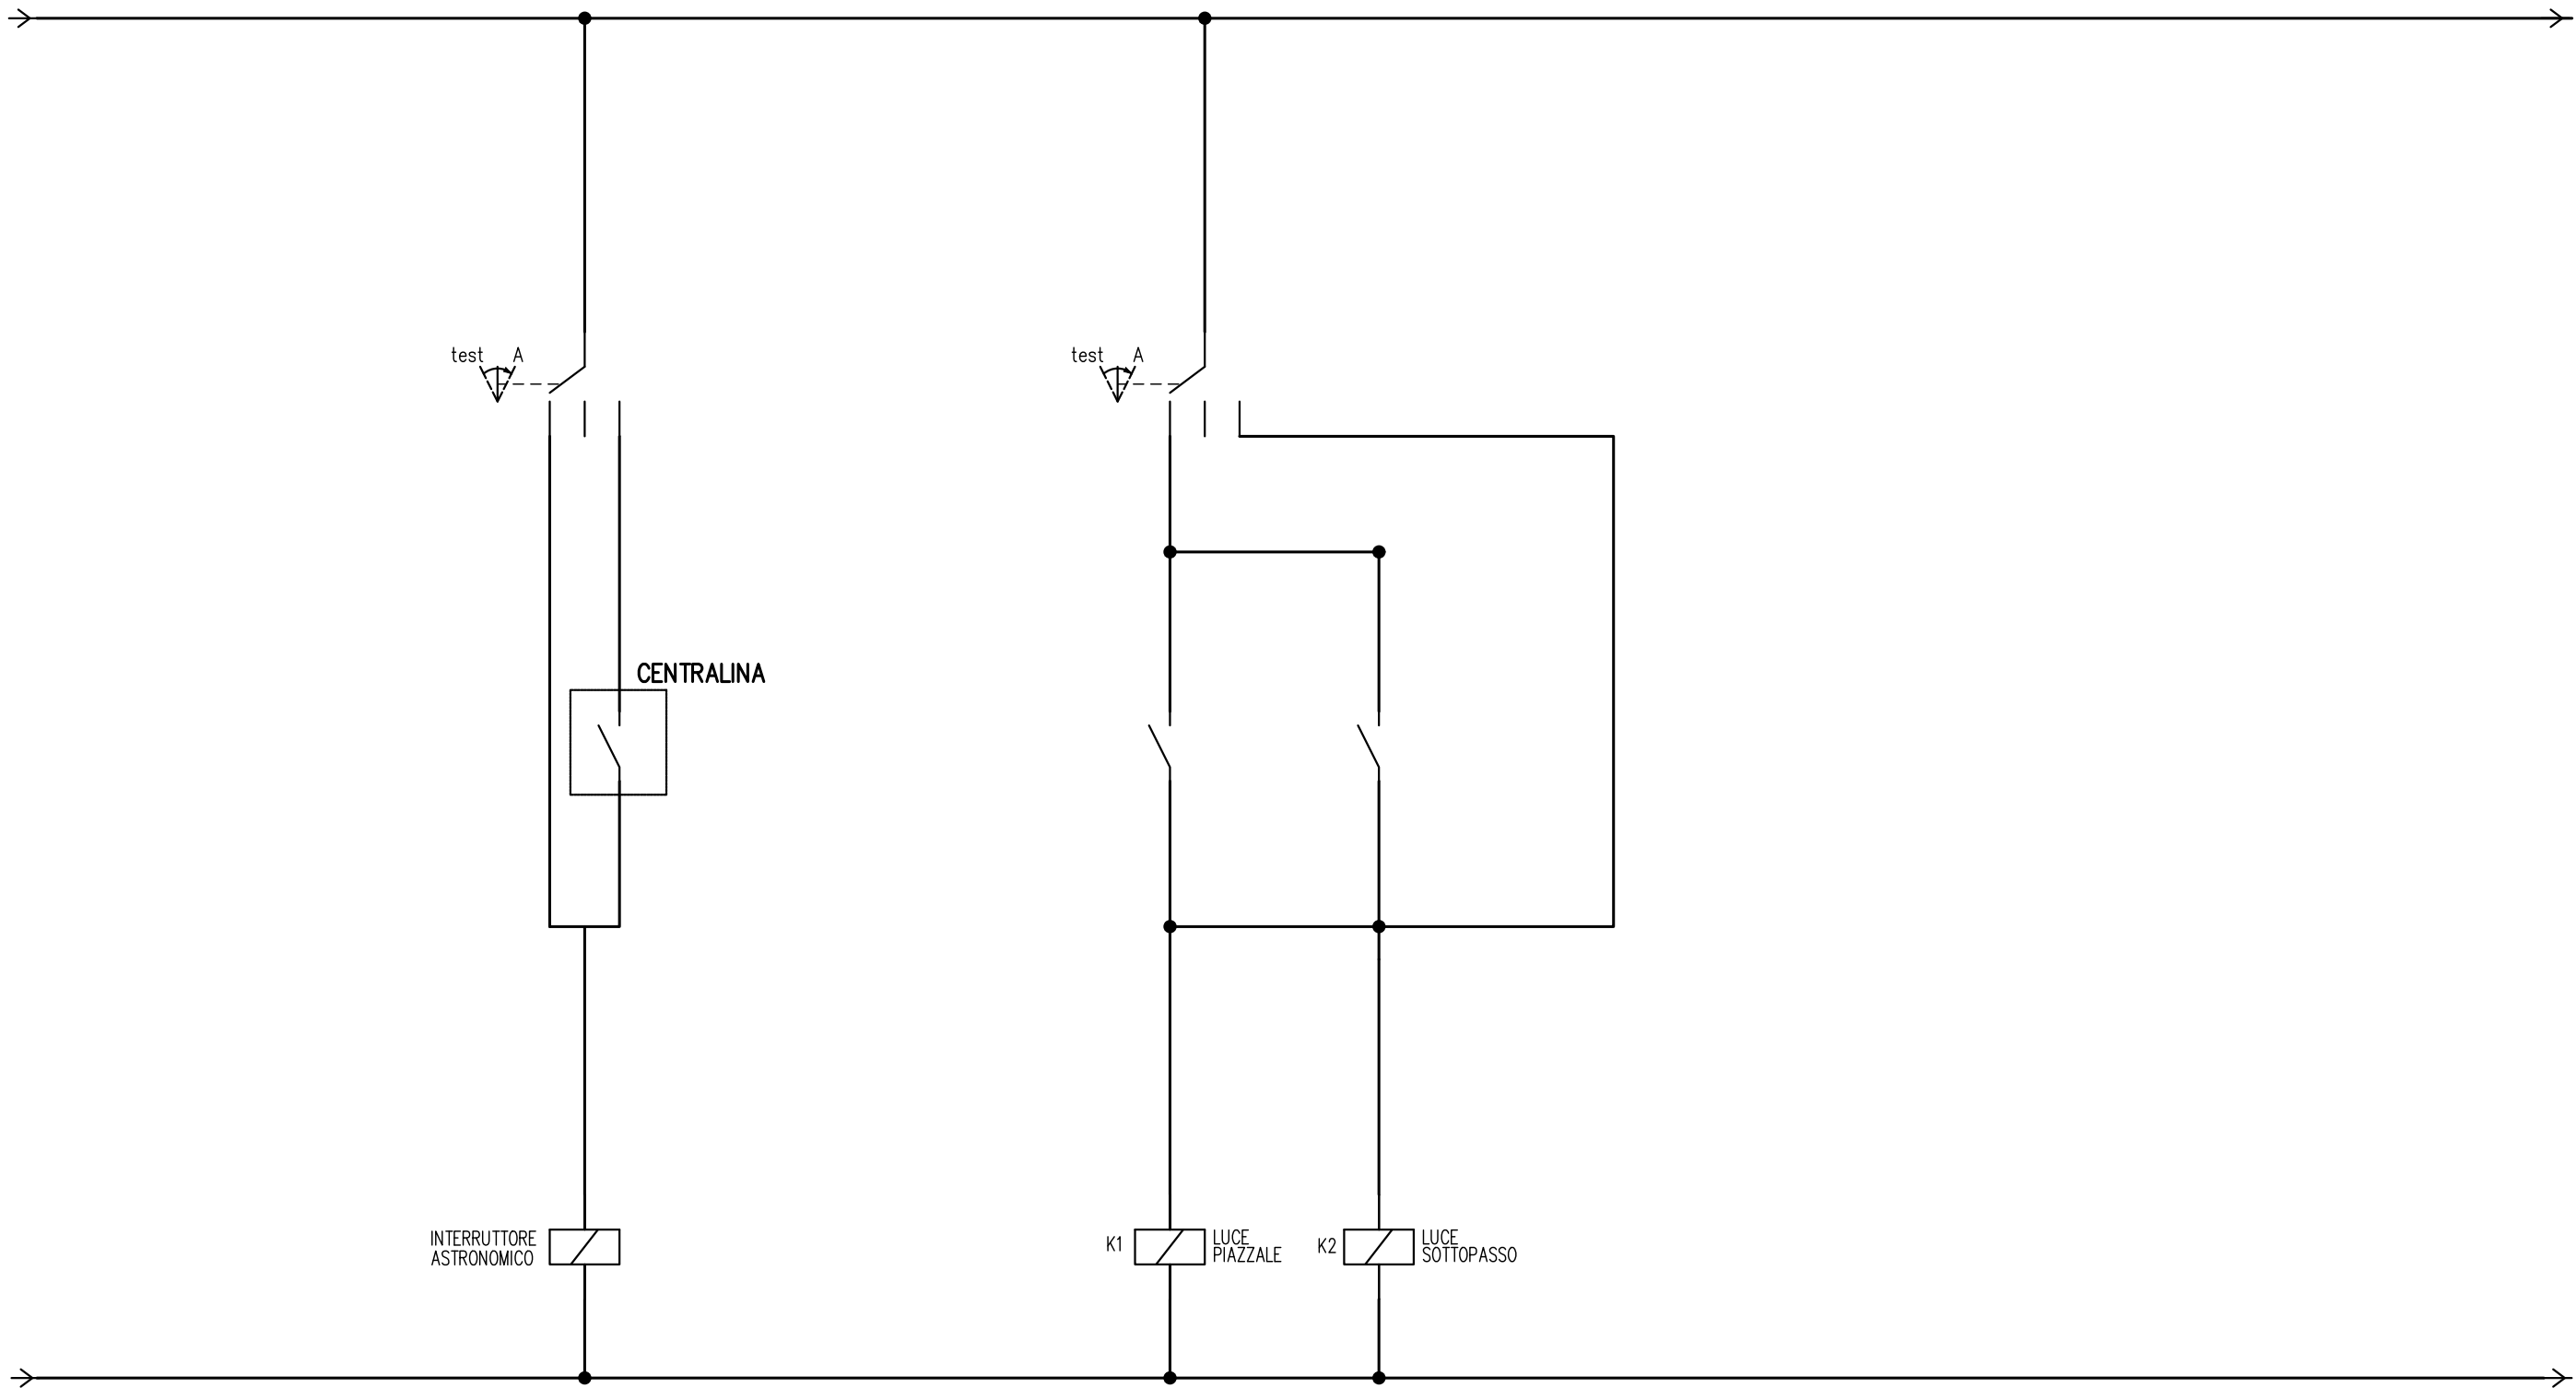 test A
test A
CENTRALINA
INTERRUTTORE
ASTRONOMICO
K1
LUCE
PIAZZALE
K2
LUCE
SOTTOPASSO